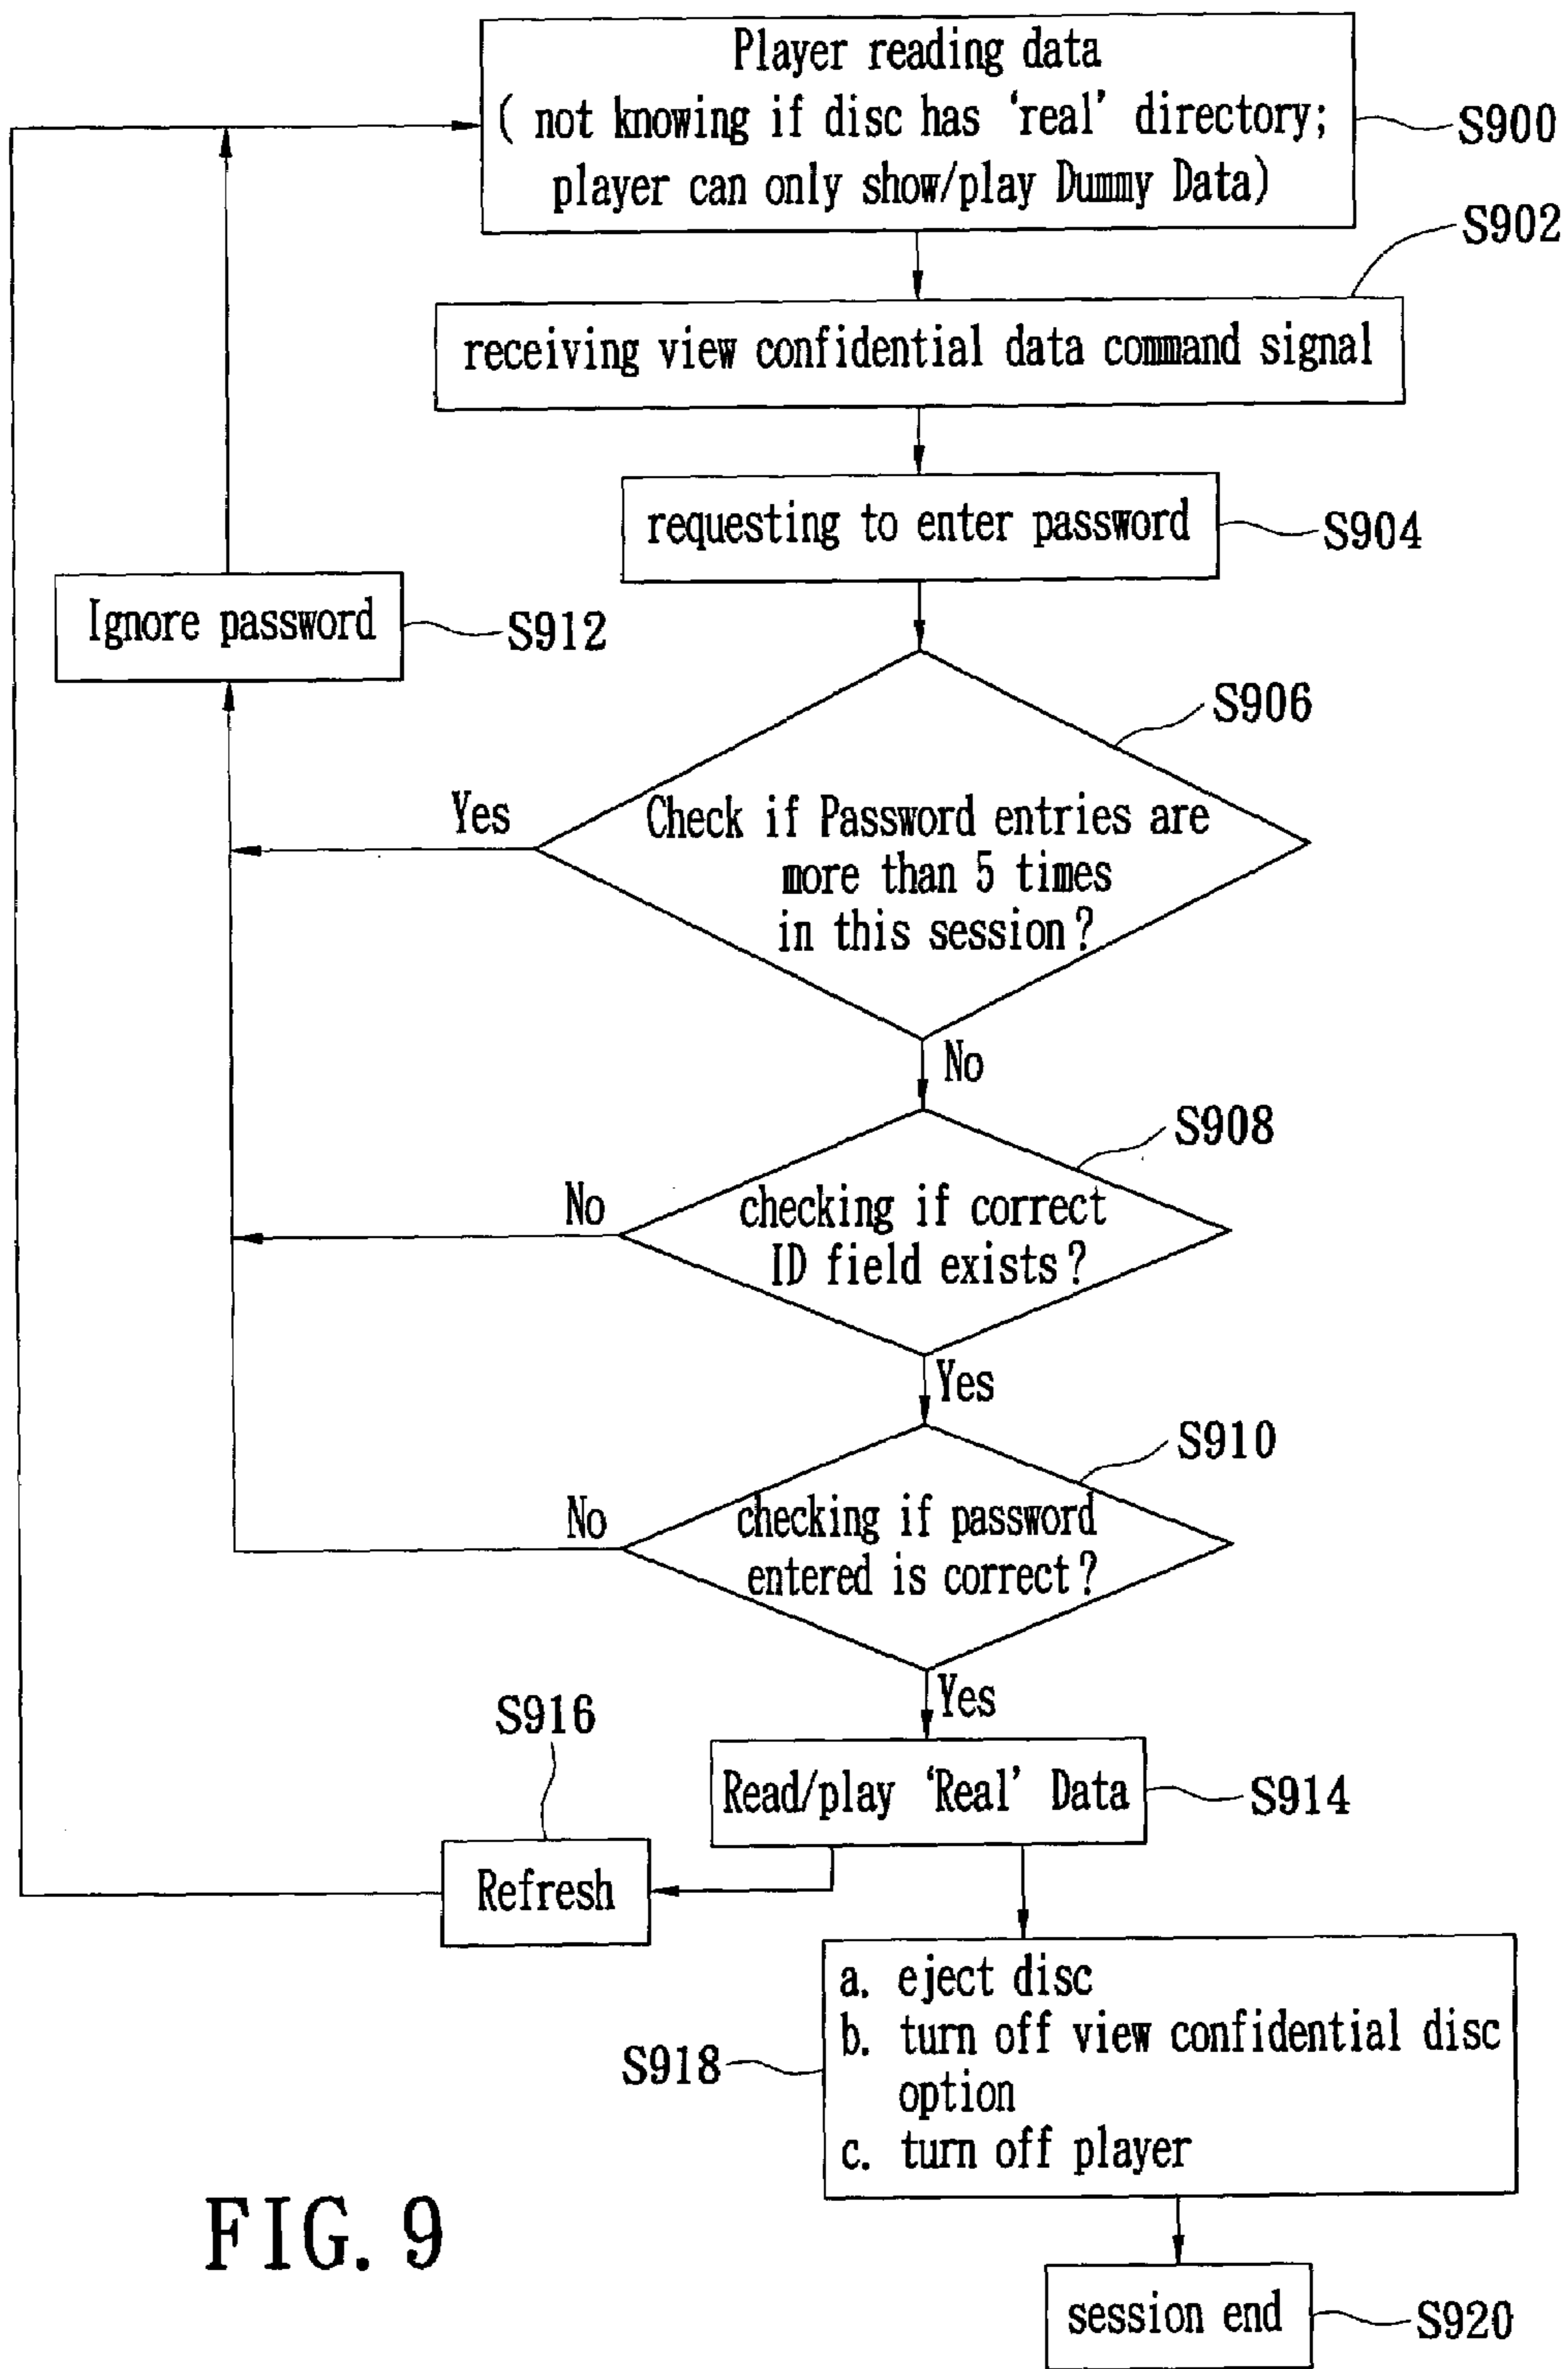 Player reading data
( not knowing if disc has ‘real’ directory;
player can only show/play Dummy Data)
S900
S902
receiving view confidential data command signal
requesting to enter password
S904
Ignore password
S912
S906
Yes
Check if Password entries are
more than 5 times
in this session?
No
S908
No
checking if correct
ID field exists?
Yes
S910
No
checking if password
entered is correct?
Yes
S916
Read/play ‘Real’ Data
S914
Refresh
a. eject disc
b. turn off view confidential disc
option
c. turn off player
S918
session end
S920
FIG. 9